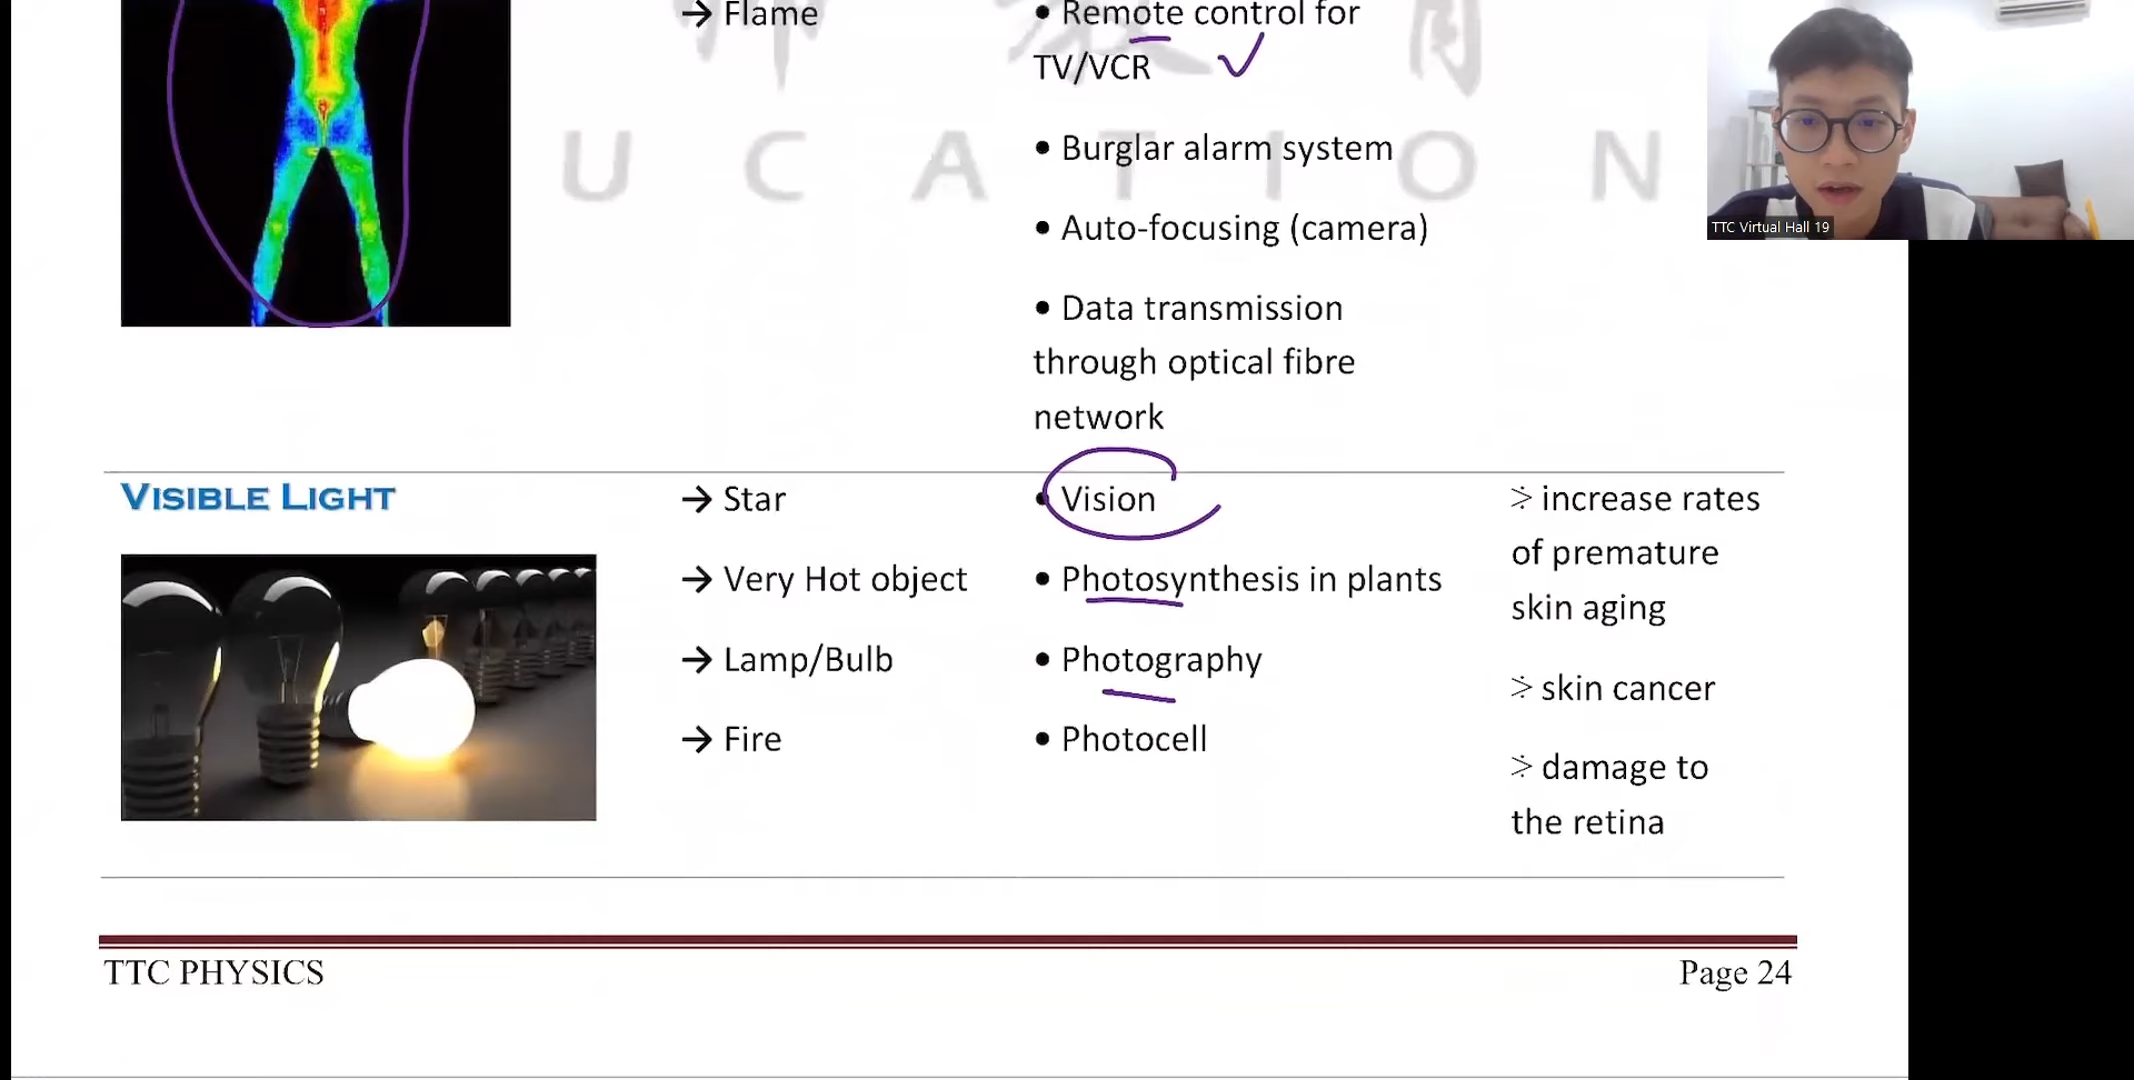 → Flame
• Remote control for
TV/VCR
• Burglar alarm system
UCATION
• Auto-focusing (camera)
TTC Virtual Hall 19
• Data transmission
through optical fibre
network
VISIBLE LIGHT
→ Star
→ Very Hot object
→ Lamp/Bulb
→ Fire
• Vision
• Photosynthesis in plants
• Photography
• Photocell
⩼ increase rates
of premature
skin aging
⩼ skin cancer
⩼ damage to
the retina
TTC PHYSICS
Page 24